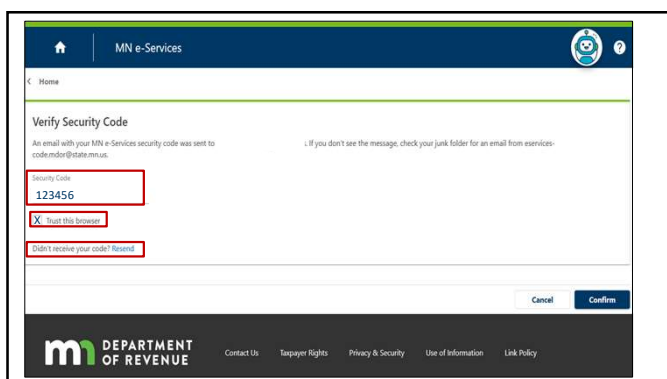 MN e-Services
?
< Home
Verify Security Code
An email with your MN e-Services security code was sent to : If you don't see the message, check your junk folder for an email from eservices-
code.mdor@state.mn.us.
Security Code
123456
X Trust this browser
Didn't receive your code? Resend
Cancel Confirm
mn DEPARTMENT
OF REVENUE
Contact Us Taxpayer Rights Privacy & Security Use of Information Link Policy